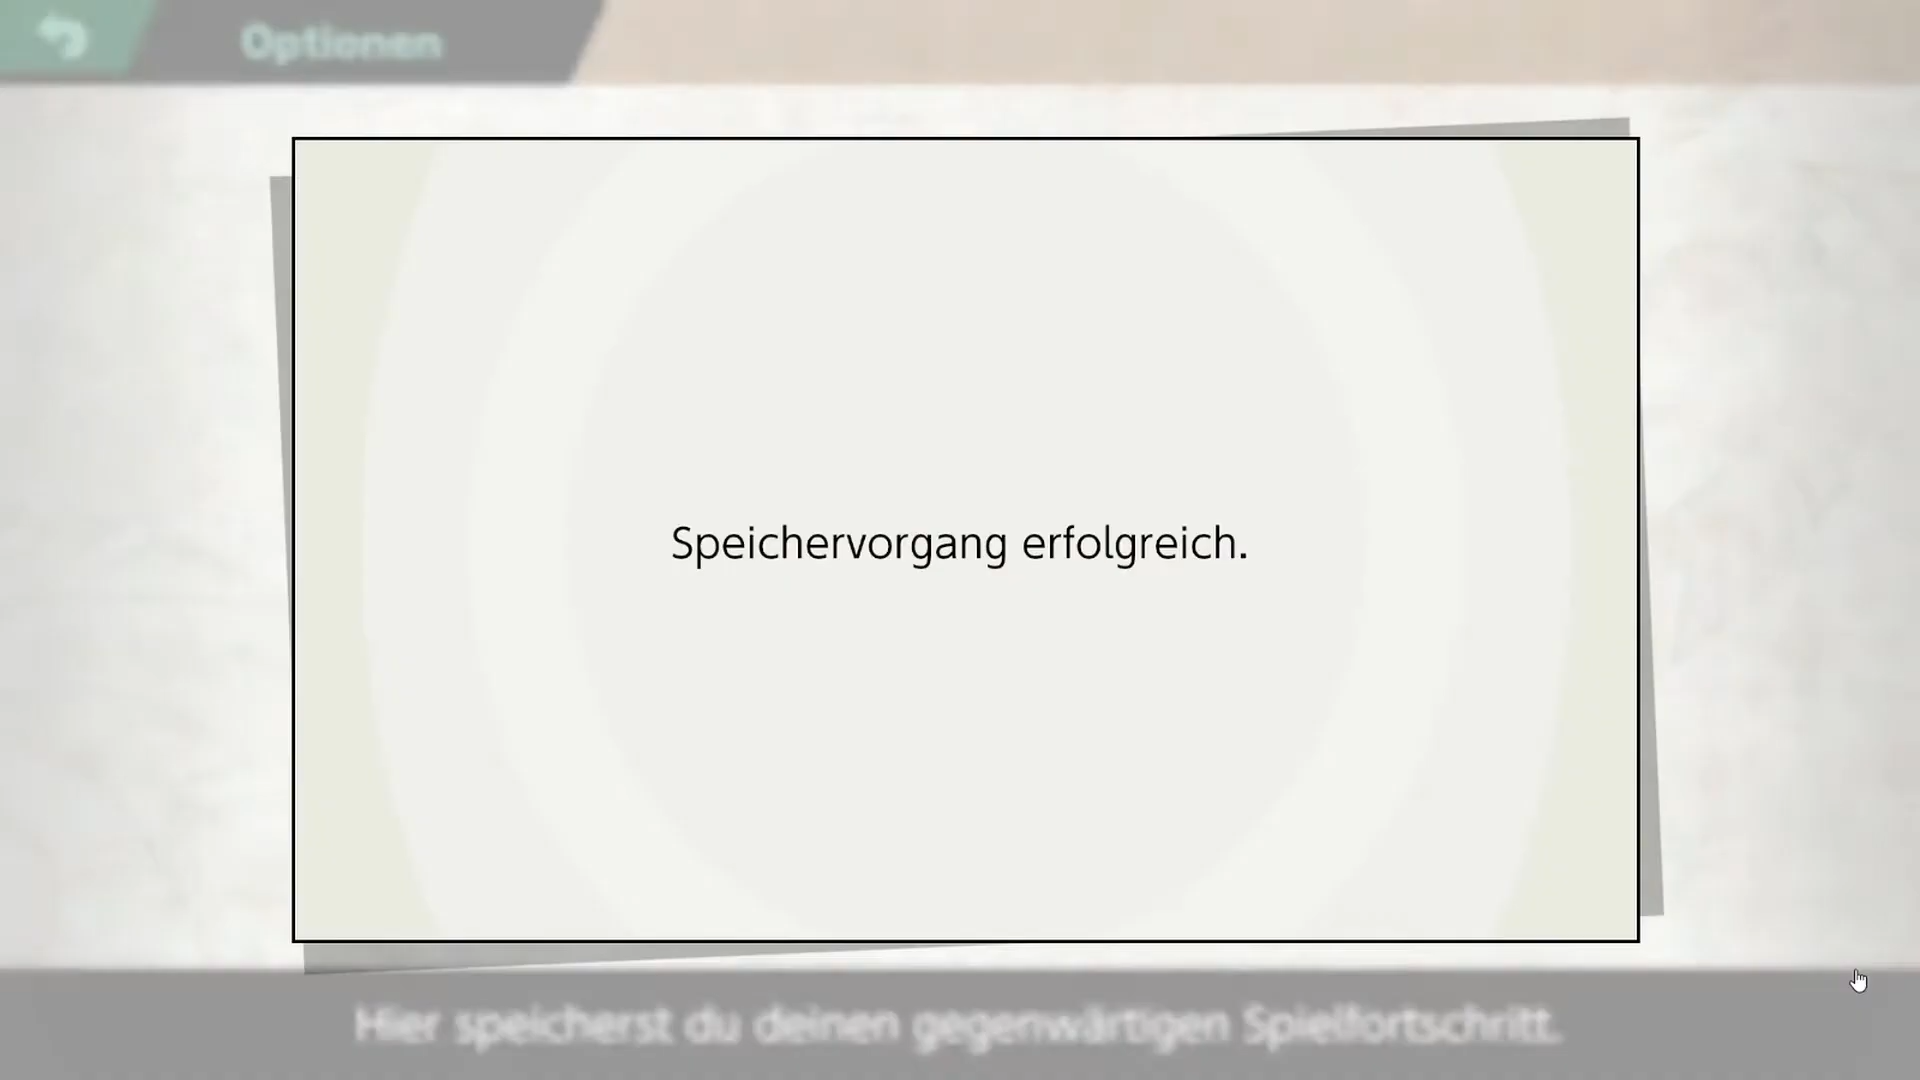 Optionen
Speichervorgang erfolgreich.
Hier speicherst du deinen gegenwärtigen Spielfortschritt.